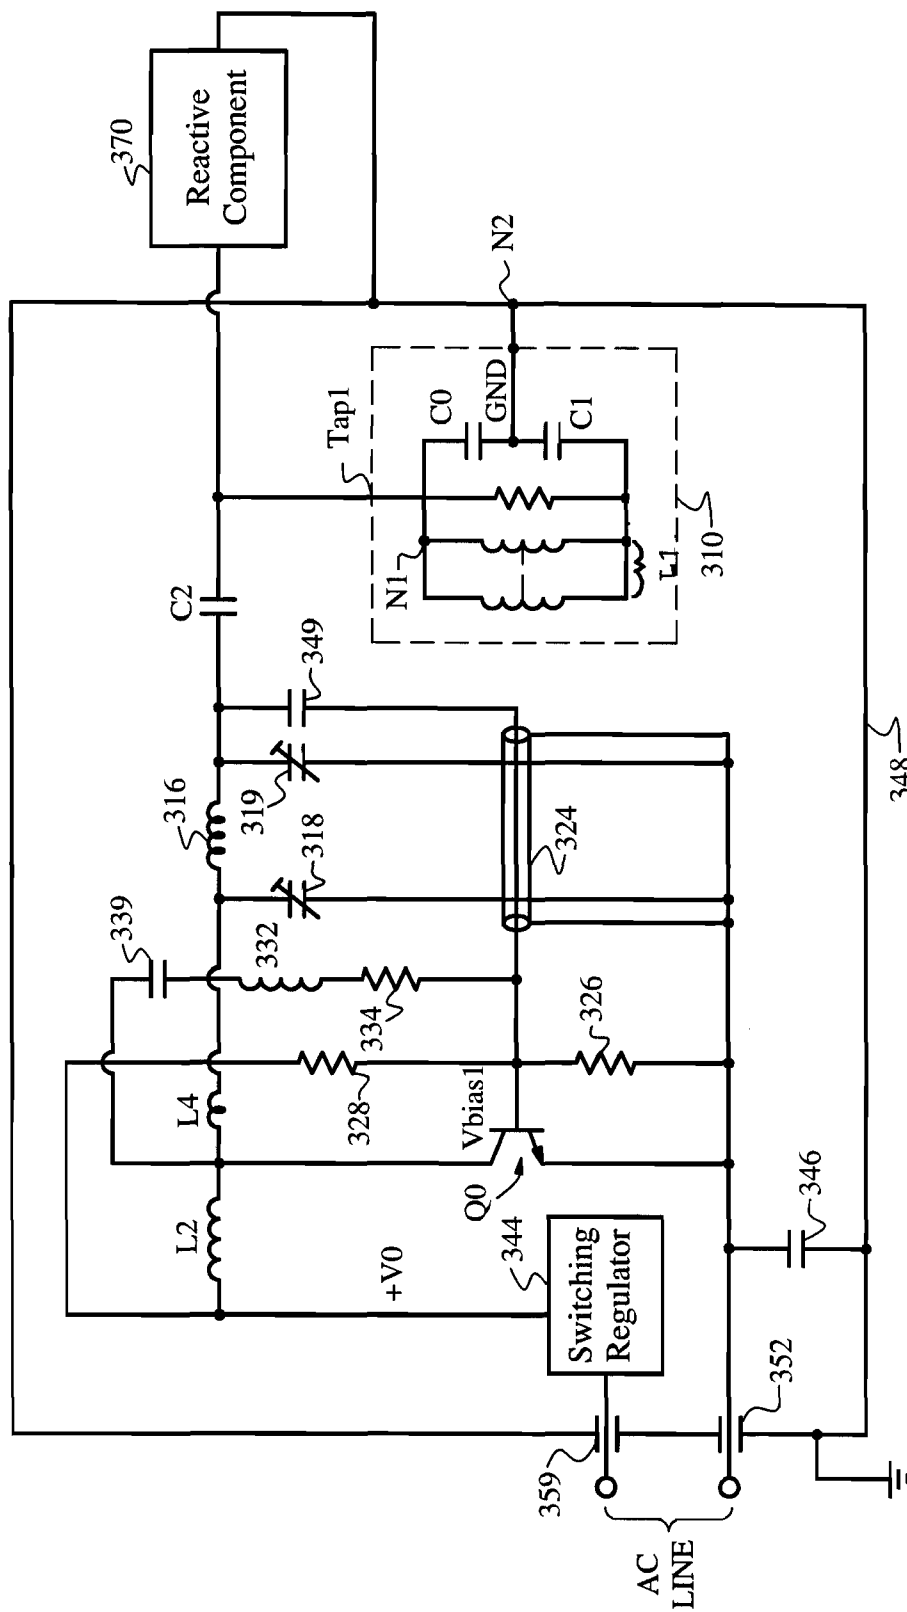 370
Reactive
Component
N2
Tap1
C0
GND
C1
N1
L1
310
C2
349
316
319
318
324
348
339
332
334
326
L4
328
Vbias1
Q0
L2
+V0
344
Switching
Regulator
346
352
359
AC
LINE